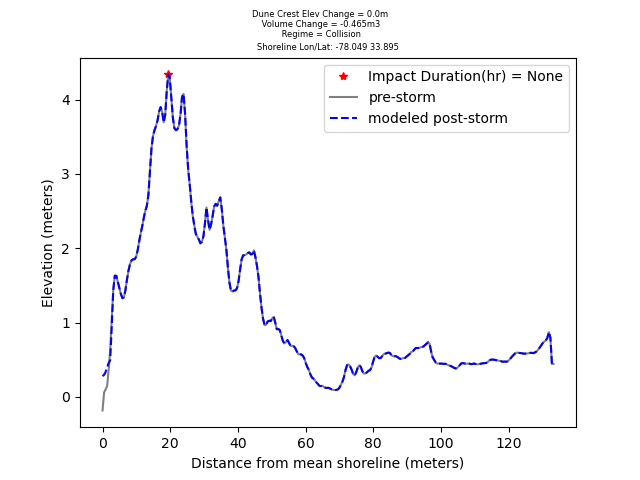 Dune Crest Elev Change = 0.0m
Volume Change = -0.465m3
Regime = Collision
Shoreline Lon/Lat: -78.049 33.895
Impact Duration(hr) = None
pre-storm
modeled post-storm
Elevation (meters)
4
3
2
1
0
0 20 40 60 80 100 120
Distance from mean shoreline (meters)